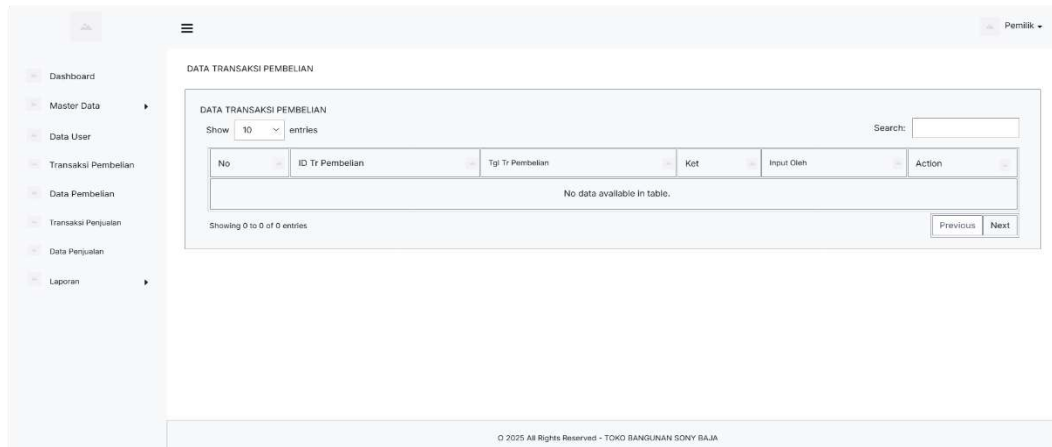 Pemilik
Dashboard
Master Data
Data User
Transaksi Pembelian
Data Pembelian
Transaksi Penjualan
Data Penjualan
Laporan
DATA TRANSAKSI PEMBELIAN
DATA TRANSAKSI PEMBELIAN
Show 10 entries
Search:
No ID Tr Pembelian Tgl Tr Pembelian Ket Input Oleh Action
No data available in table.
Showing 0 to 0 of 0 entries
Previous Next
O 2025 All Rights Reserved - TOKO BANGUNAN SONY BAJA